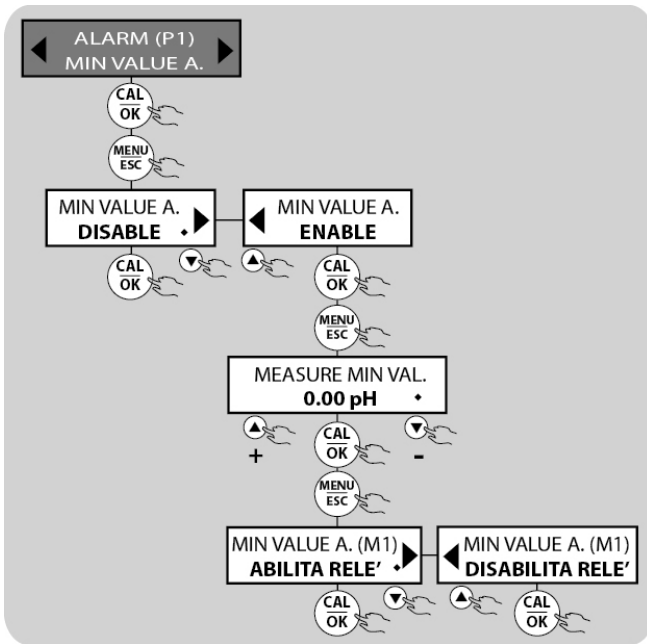 ALARM (P1)
MIN VALUE A.
CAL
OK
MENU
ESC
MIN VALUE A.
DISABLE
MIN VALUE A.
ENABLE
CAL
OK
CAL
OK
MENU
ESC
MEASURE MIN VAL.
0.00 pH
+
CAL
OK
-
MENU
ESC
MIN VALUE A. (M1)
ABILITA RELE'
MIN VALUE A. (M1)
DISABILITA RELE'
CAL
OK
CAL
OK